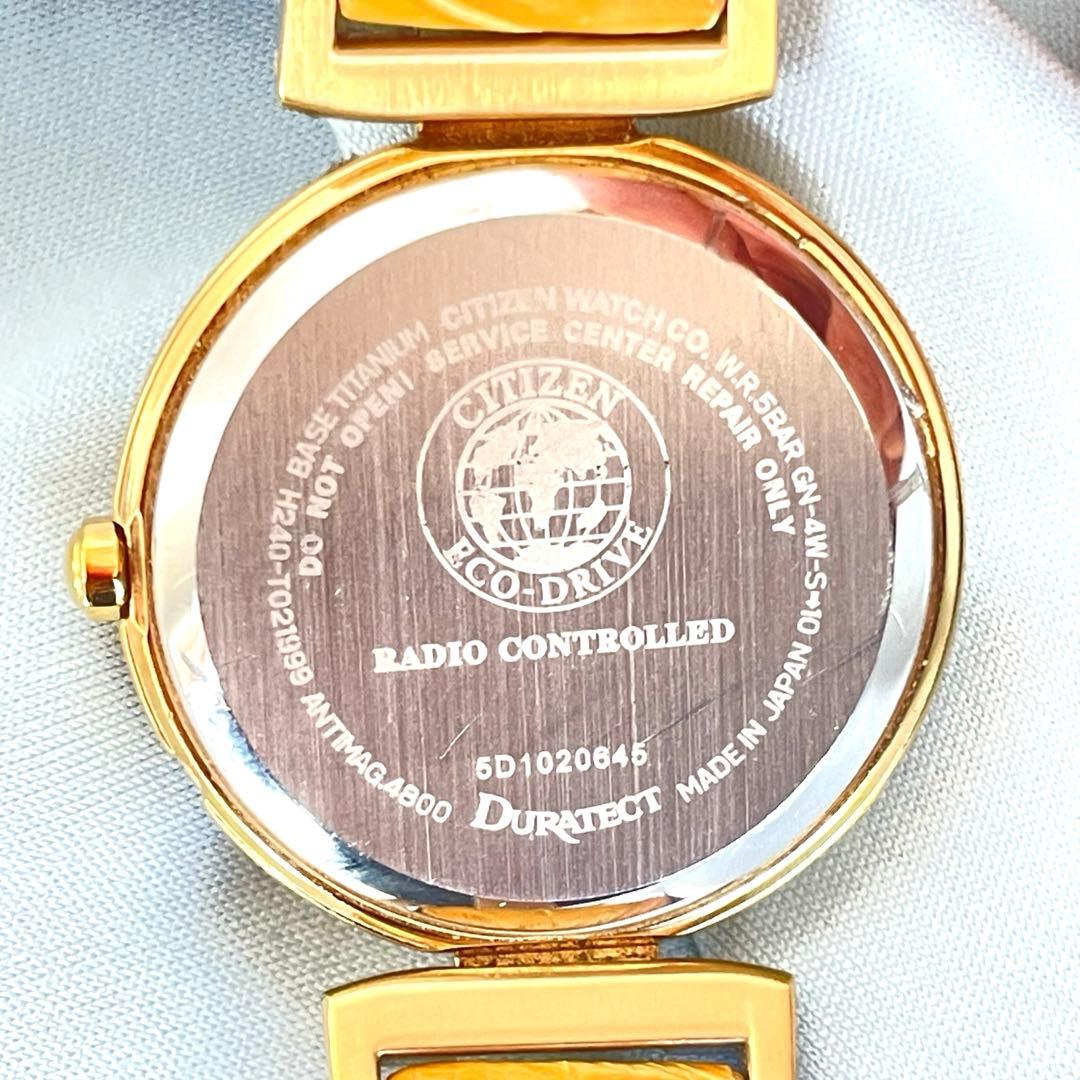 CITIZEN WATCH CO. W.R.5BAR GN-4W-S 10 MADE IN JAPAN
DO NOT OPEN! SERVICE CENTER REPAIR ONLY
BASE TITANIUM
H240-T021999 ANTIMAG.4800
CITIZEN
ECO-DRIVE
RADIO CONTROLLED
5D1020645
DURATECT